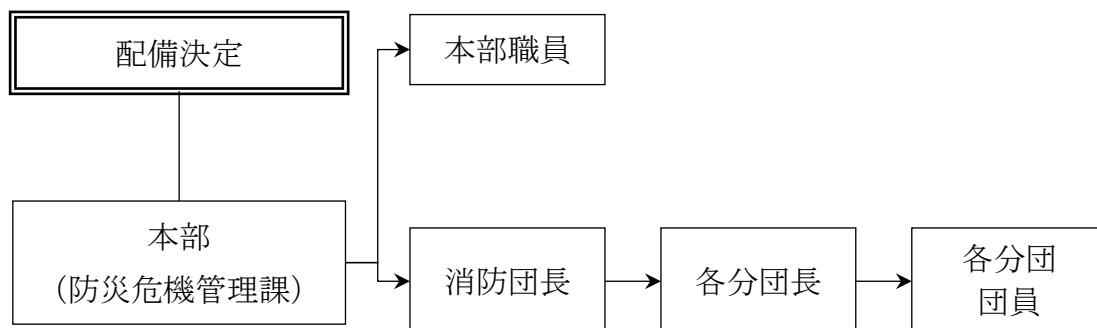 配備決定
本部職員
本部
（防災危機管理課）
消防団長
各分団長
各分団
団員